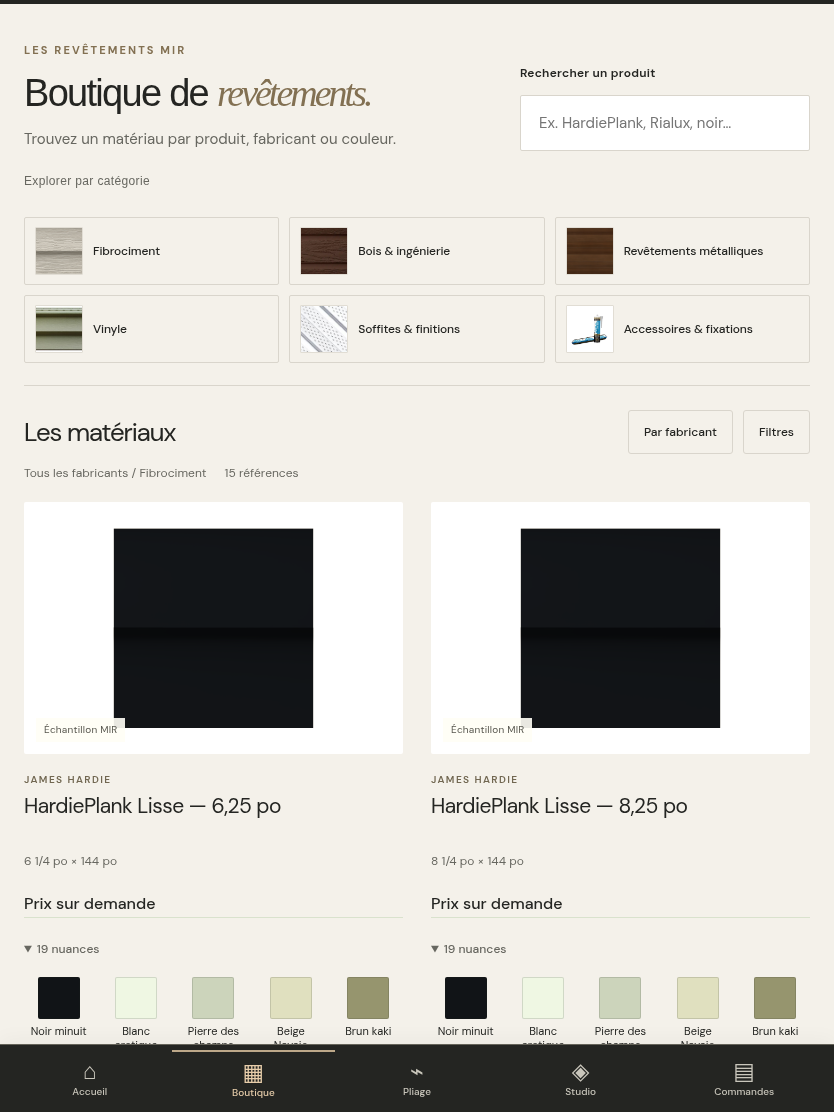 LES REVÊTEMENTS MIR
Boutique de revêtements.
Trouvez un matériau par produit, fabricant ou couleur.
Rechercher un produit
Ex. HardiePlank, Rialux, noir…
Explorer par catégorie
Fibrociment
Bois & ingénierie
Revêtements métalliques
Vinyle
Soffites & finitions
Accessoires & fixations
Les matériaux
Par fabricant
Filtres
Tous les fabricants / Fibrociment
15 références
Échantillon MIR
Échantillon MIR
JAMES HARDIE
HardiePlank Lisse — 6,25 po
6 1/4 po × 144 po
Prix sur demande
▼ 19 nuances
Noir minuit
Blanc
Pierre des
Beige
Brun kaki
JAMES HARDIE
HardiePlank Lisse — 8,25 po
8 1/4 po × 144 po
Prix sur demande
▼ 19 nuances
Noir minuit
Blanc
Pierre des
Beige
Brun kaki
Accueil
Boutique
Pliage
Studio
Commandes